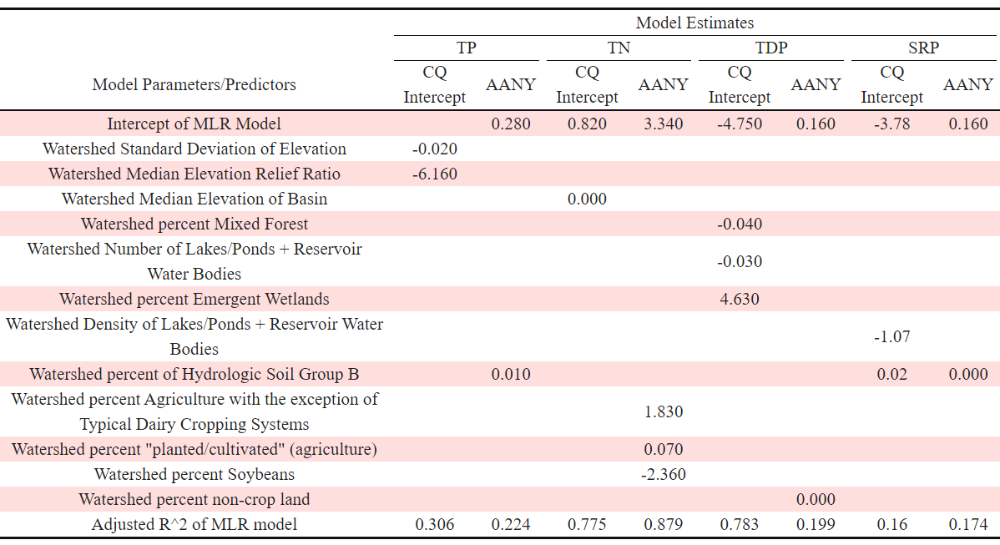 Model Estimates
TP TN TDP SRP
Model Parameters/Predictors CQ Intercept AANY CQ Intercept AANY CQ Intercept AANY CQ Intercept AANY
Intercept of MLR Model 0.280 0.820 3.340 -4.750 0.160 -3.78 0.160
Watershed Standard Deviation of Elevation -0.020
Watershed Median Elevation Relief Ratio -6.160
Watershed Median Elevation of Basin 0.000
Watershed percent Mixed Forest -0.040
Watershed Number of Lakes/Ponds + Reservoir
Water Bodies -0.030
Watershed percent Emergent Wetlands 4.630
Watershed Density of Lakes/Ponds + Reservoir Water
Bodies -1.07
Watershed percent of Hydrologic Soil Group B 0.010 0.02 0.000
Watershed percent Agriculture with the exception of
Typical Dairy Cropping Systems 1.830
Watershed percent "planted/cultivated" (agriculture) 0.070
Watershed percent Soybeans -2.360
Watershed percent non-crop land 0.000
Adjusted R^2 of MLR model 0.306 0.224 0.775 0.879 0.783 0.199 0.16 0.174